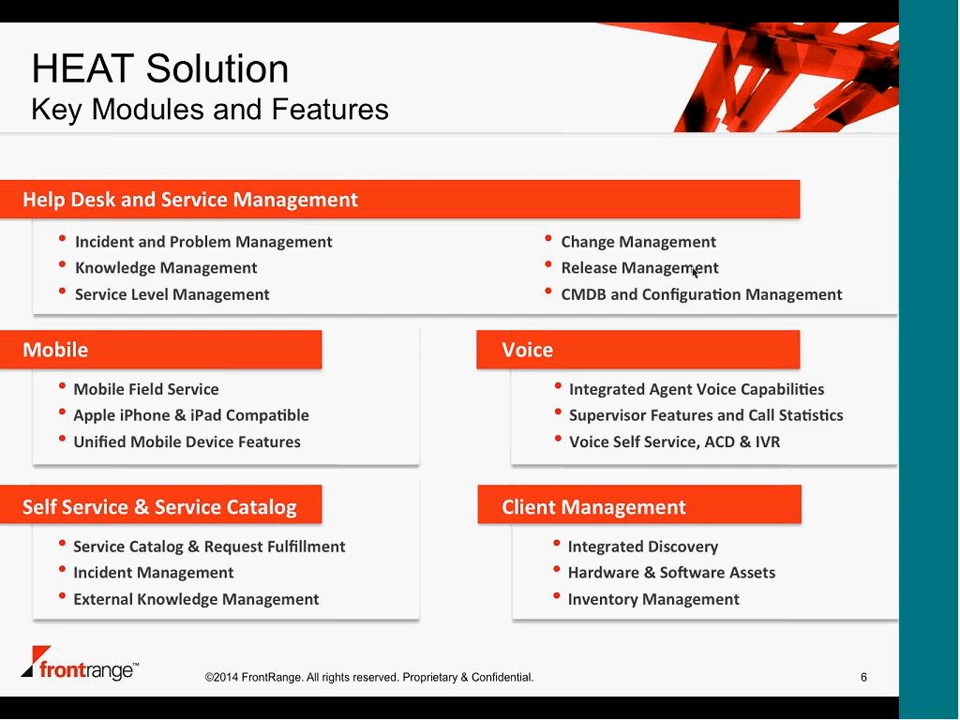 HEAT Solution
Key Modules and Features
Help Desk and Service Management
• Incident and Problem Management
• Knowledge Management
• Service Level Management
• Change Management
• Release Management
• CMDB and Configuration Management
Mobile
• Mobile Field Service
• Apple iPhone & iPad Compatible
• Unified Mobile Device Features
Voice
• Integrated Agent Voice Capabilities
• Supervisor Features and Call Statistics
• Voice Self Service, ACD & IVR
Self Service & Service Catalog
• Service Catalog & Request Fulfillment
• Incident Management
• External Knowledge Management
Client Management
• Integrated Discovery
• Hardware & Software Assets
• Inventory Management
frontrange™
©2014 FrontRange. All rights reserved. Proprietary & Confidential.
6